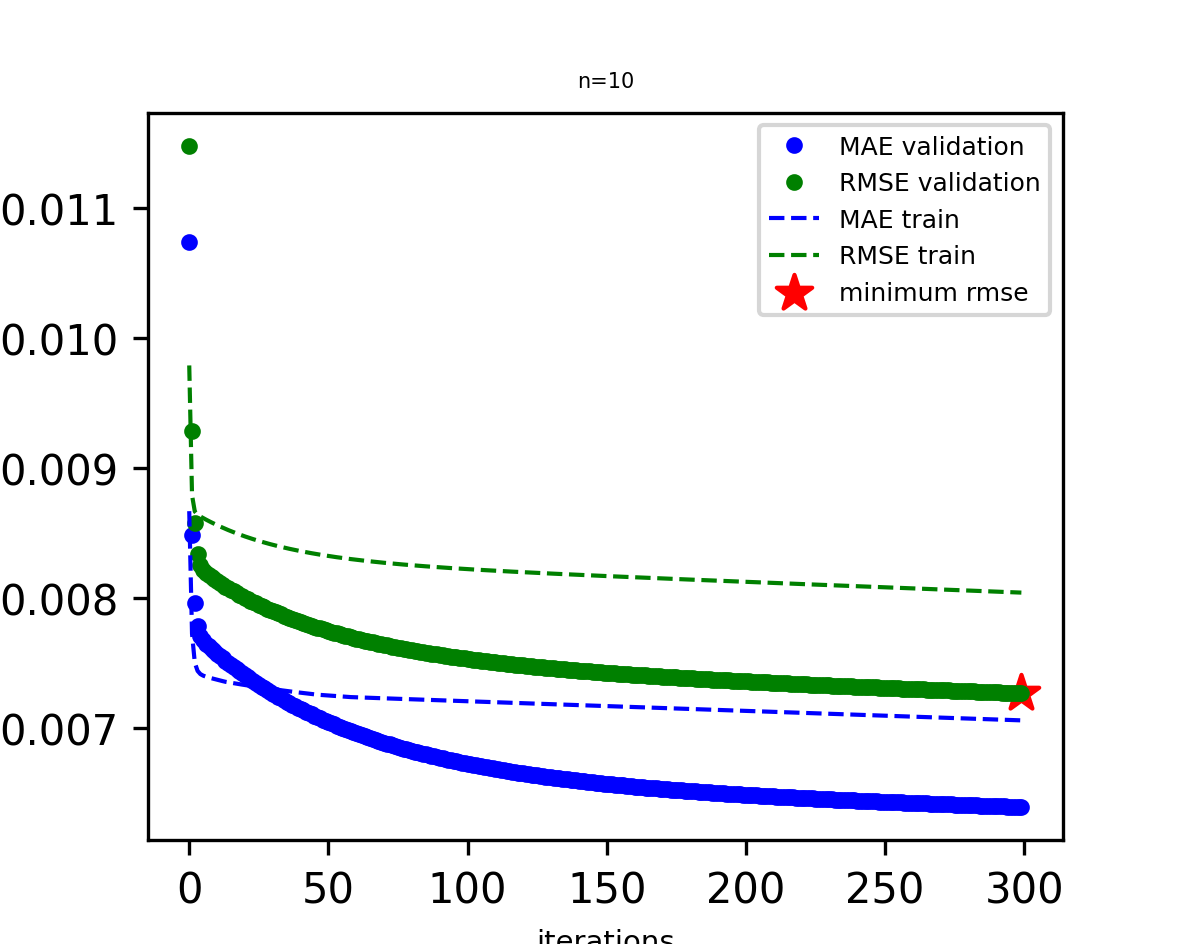 n=10
MAE validation
RMSE validation
MAE train
RMSE train
minimum rmse
0.011
0.010
0.009
0.008
0.007
0 50 100 150 200 250 300
iterations